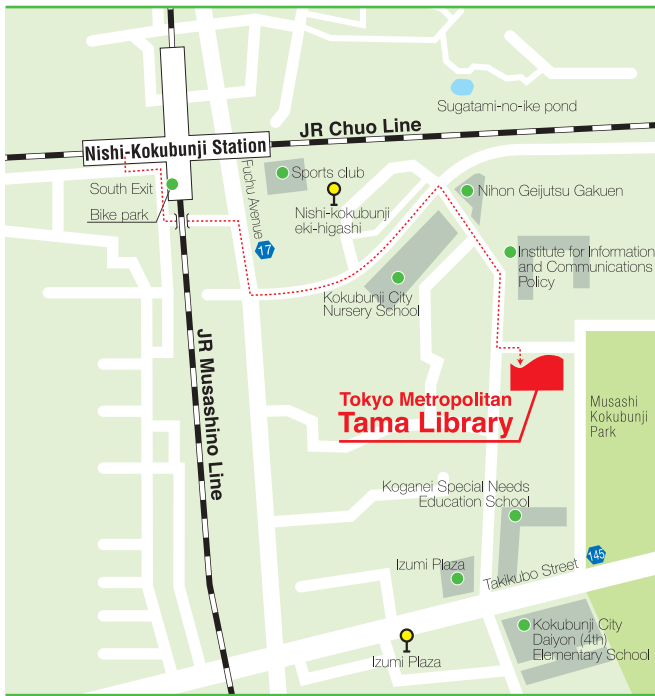 Sugatami-no-ike pond
JR Chuo Line
Nishi-Kokubunji Station
South Exit
Bike park
Fuchu Avenue
17
Sports club
Nishi-kokubunji
eki-higashi
Nihon Geijutsu Gakuen
Institute for Information
and Communications
Policy
Kokubunji City
Nursery School
JR Musashino Line
Tokyo Metropolitan
Tama Library
Musashi
Kokubunji
Park
Koganei Special Needs
Education School
Izumi Plaza
Takikubo Street
145
Izumi Plaza
Kokubunji City
Daiyon (4th)
Elementary School